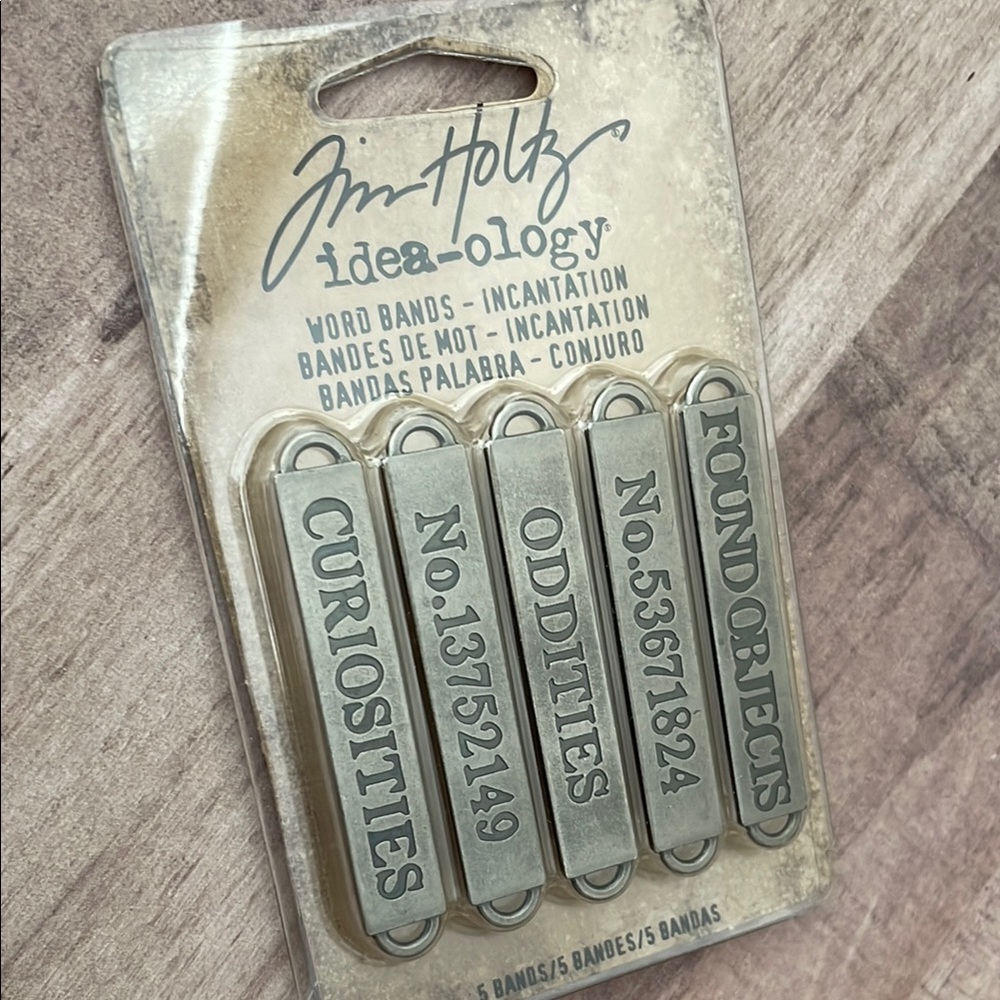 Tim Holtz®
idea-ology®
WORD BANDS - INCANTATION
BANDES DE MOT - INCANTATION
BANDAS PALABRA - CONJURO
CURIOSITIES
No.13752149
ODDITIES
No.53671824
FOUND OBJECTS
5 BANDS/5 BANDES/5 BANDAS